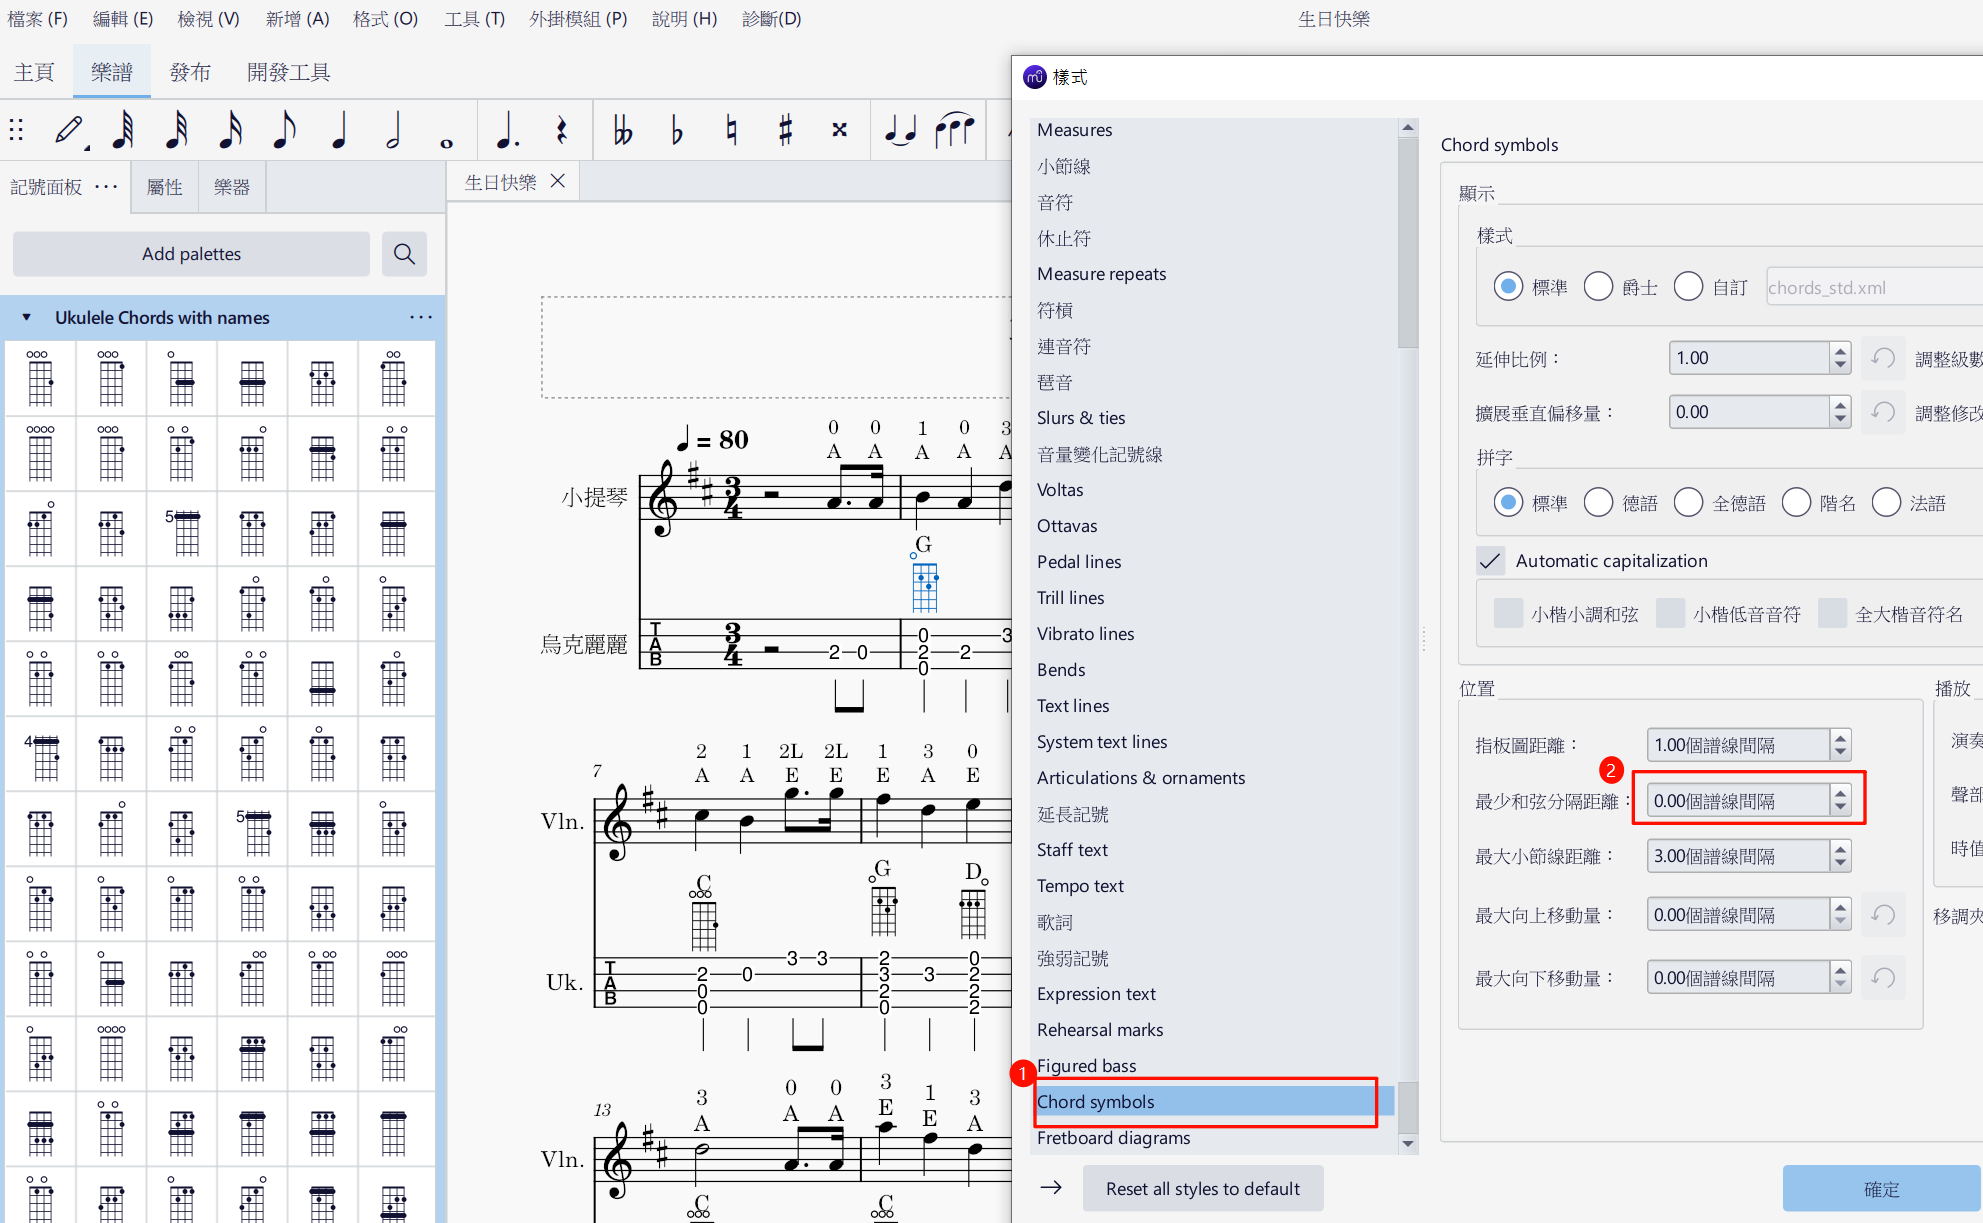 檔案 (F) 編輯 (E) 檢視 (V) 新增 (A) 格式 (O) 工具 (T) 外掛模組 (P) 說明 (H) 診斷(D) 生日快樂
主頁 樂譜 發布 開發工具
記號面板 ··· 屬性 樂器
Add palettes
Ukulele Chords with names ···
5
4
5
生日快樂
= 80
0 0 1 0 3
A A A A A
小提琴
3
4
G
烏克麗麗
T
A
B
3
4
2 0
0
2
0
2
3
7
2 1 2L 2L 1 3 0
A A E E E A E
Vln.
C G D
Uk.
T
A
B
2
0
0
0 3 3
2
3
2
0
3
0
2
2
2
13
3 0 0 3 1 3
A A A E E A
Vln.
C C
樣式
Measures
小節線
音符
休止符
Measure repeats
符槓
連音符
琶音
Slurs & ties
音量變化記號線
Voltas
Ottavas
Pedal lines
Trill lines
Vibrato lines
Bends
Text lines
System text lines
Articulations & ornaments
延長記號
Staff text
Tempo text
歌詞
強弱記號
Expression text
Rehearsal marks
Figured bass
1
Chord symbols
Fretboard diagrams
Reset all styles to default
Chord symbols
顯示
樣式
標準 爵士 自訂 chords_std.xml
延伸比例： 1.00 調整級數
擴展垂直偏移量： 0.00 調整修改
拼字
標準 德語 全德語 階名 法語
Automatic capitalization
小楷小調和弦 小楷低音音符 全大楷音符名
位置 播放
指板圖距離： 1.00個譜線間隔 演奏
2
最少和弦分隔距離： 0.00個譜線間隔 聲部
最大小節線距離： 3.00個譜線間隔 時值
最大向上移動量： 0.00個譜線間隔 移調夾
最大向下移動量： 0.00個譜線間隔
確定